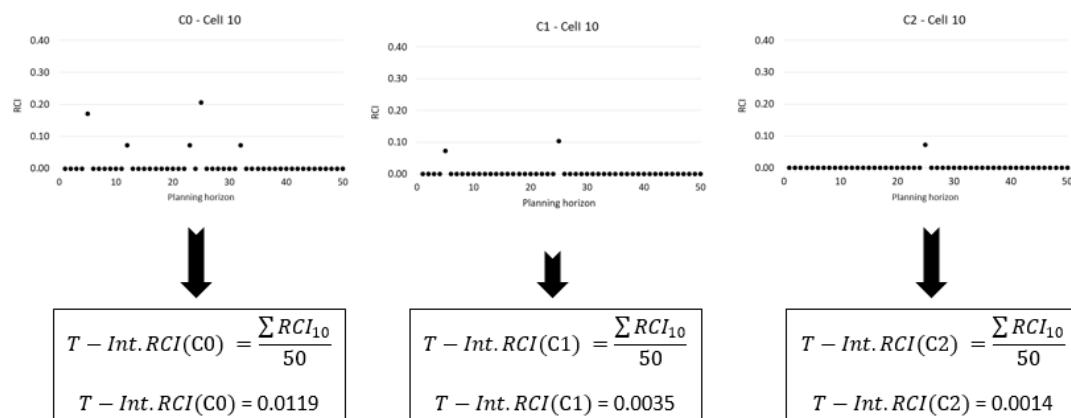 C0 - Cell 10
0.40
0.30
0.20
0.10
0.00
RCI
0 10 20 30 40 50
Planning horizon
C1 - Cell 10
0.40
0.30
0.20
0.10
0.00
RCI
0 10 20 30 40 50
Planning horizon
C2 - Cell 10
0.40
0.30
0.20
0.10
0.00
RCI
0 10 20 30 40 50
Planning horizon
T − Int. RCI(C0) = ∑ RCI₁₀ / 50
T − Int. RCI(C0) = 0.0119
T − Int. RCI(C1) = ∑ RCI₁₀ / 50
T − Int. RCI(C1) = 0.0035
T − Int. RCI(C2) = ∑ RCI₁₀ / 50
T − Int. RCI(C2) = 0.0014